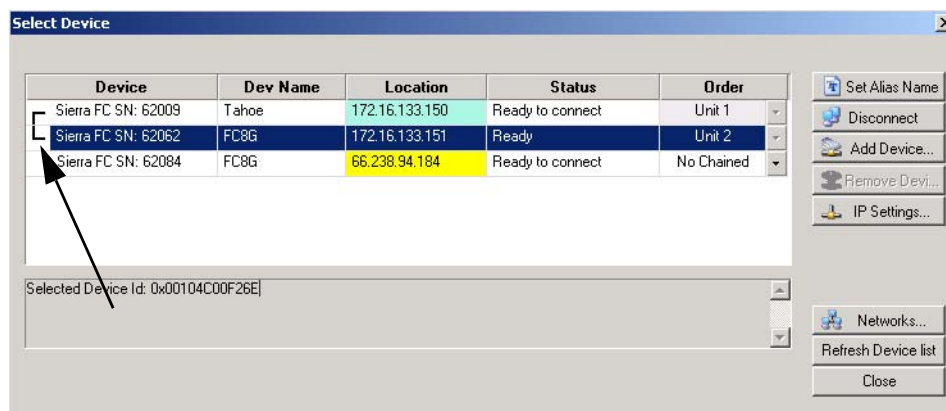 Select Device
Device Dev Name Location Status Order
Sierra FC SN: 62009 Tahoe 172.16.133.150 Ready to connect Unit 1
Sierra FC SN: 62062 FC8G 172.16.133.151 Ready Unit 2
Sierra FC SN: 62084 FC8G 66.238.94.184 Ready to connect No Chained
Set Alias Name
Disconnect
Add Device...
Remove Devi...
IP Settings...
Selected Device Id: 0x00104C00F26E
Networks...
Refresh Device list
Close